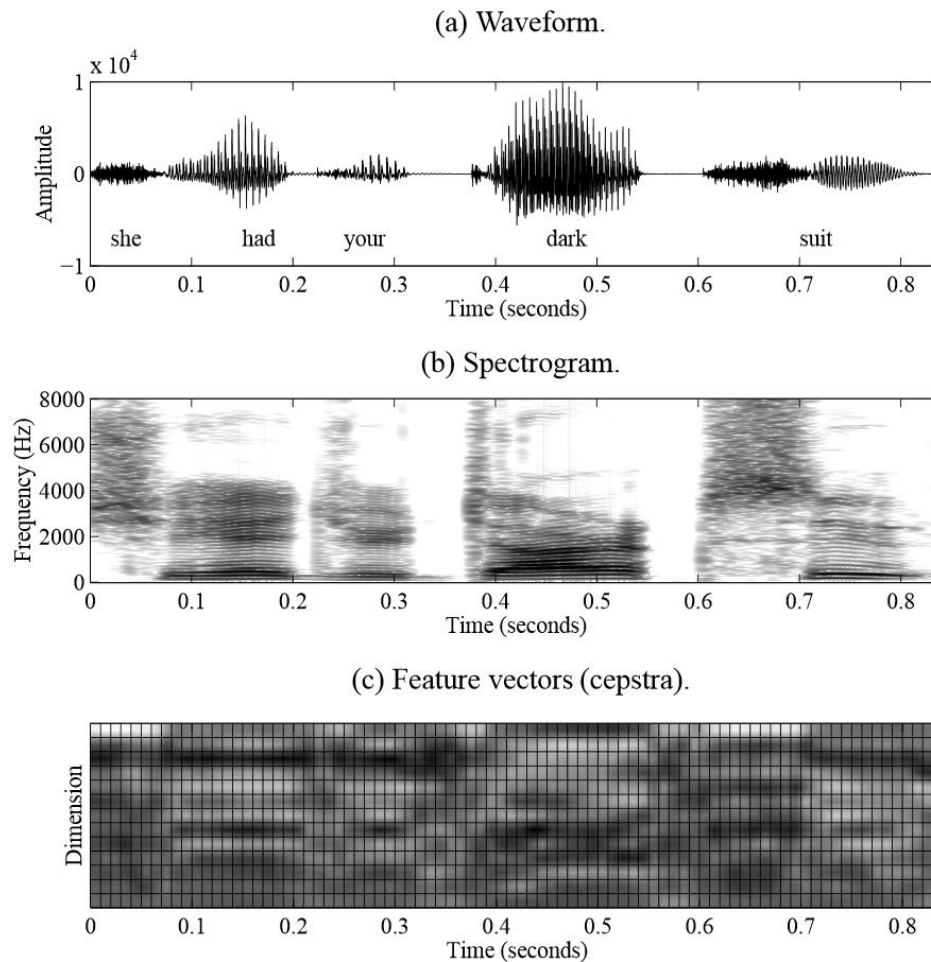 (a) Waveform.
x 10⁴
1
0
−1
Amplitude
she had your dark suit
0 0.1 0.2 0.3 0.4 0.5 0.6 0.7 0.8
Time (seconds)
(b) Spectrogram.
8000
6000
4000
2000
0
Frequency (Hz)
0 0.1 0.2 0.3 0.4 0.5 0.6 0.7 0.8
Time (seconds)
(c) Feature vectors (cepstra).
Dimension
0 0.1 0.2 0.3 0.4 0.5 0.6 0.7 0.8
Time (seconds)